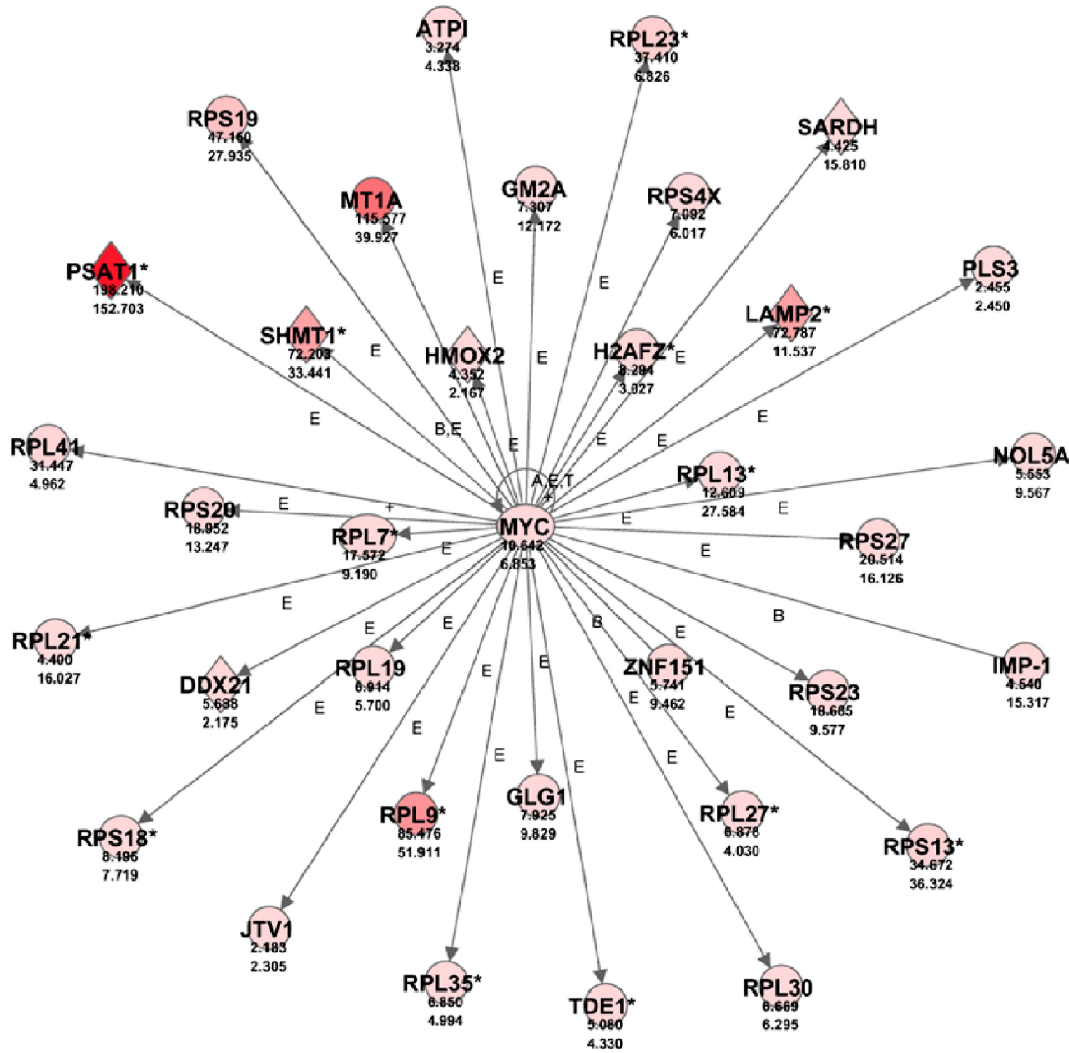 ATPI
3.274
4.338
RPL23*
37.410
6.826
RPS19
47.160
27.935
SARDH
4.425
15.810
MT1A
115.577
39.927
GM2A
7.307
12.172
RPS4X
7.092
6.017
PSAT1*
198.210
152.703
E
E
PLS3
2.455
2.450
SHMT1*
72.203
33.441
LAMP2*
72.787
11.537
E
HMOX2
4.352
2.167
E
H2AFZ*
8.284
3.027
E
E
B,E
E
E
E
E
RPL41
31.447
4.962
NOL5A
5.553
9.567
RPL13*
12.609
27.584
A,E,T
+
RPS20
18.952
13.247
E
+
E
E
MYC
10.642
6.853
RPL7*
17.572
9.190
RPS27
20.514
16.126
E
E
E
B
RPL21*
4.400
16.027
E
E
B
E
DDX21
5.638
2.175
RPL19
6.914
5.700
E
E
ZNF151
5.741
9.462
RPS23
18.665
9.577
IMP-1
4.540
15.317
E
E
E
E
E
E
E
E
GLG1
7.925
9.829
RPS18*
8.496
7.719
RPL9*
85.476
51.911
RPL27*
6.876
4.030
RPS13*
34.672
36.324
JTV1
2.183
2.305
RPL35*
6.850
4.994
TDE1*
5.080
4.330
RPL30
6.669
6.295